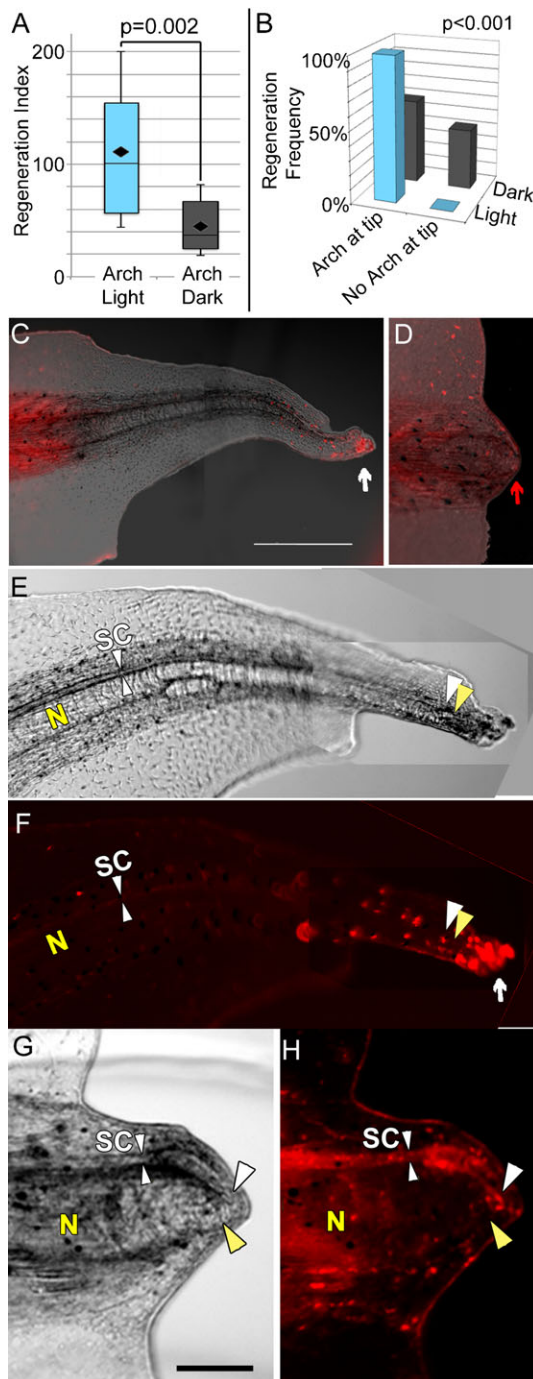 A
p=0.002
Regeneration Index
200
100
0
Arch Light
Arch Dark
B
p<0.001
Regeneration Frequency
100%
50%
0%
Dark
Light
Arch at tip
No Arch at tip
C
D
E
SC
N
F
SC
N
G
SC
N
H
SC
N